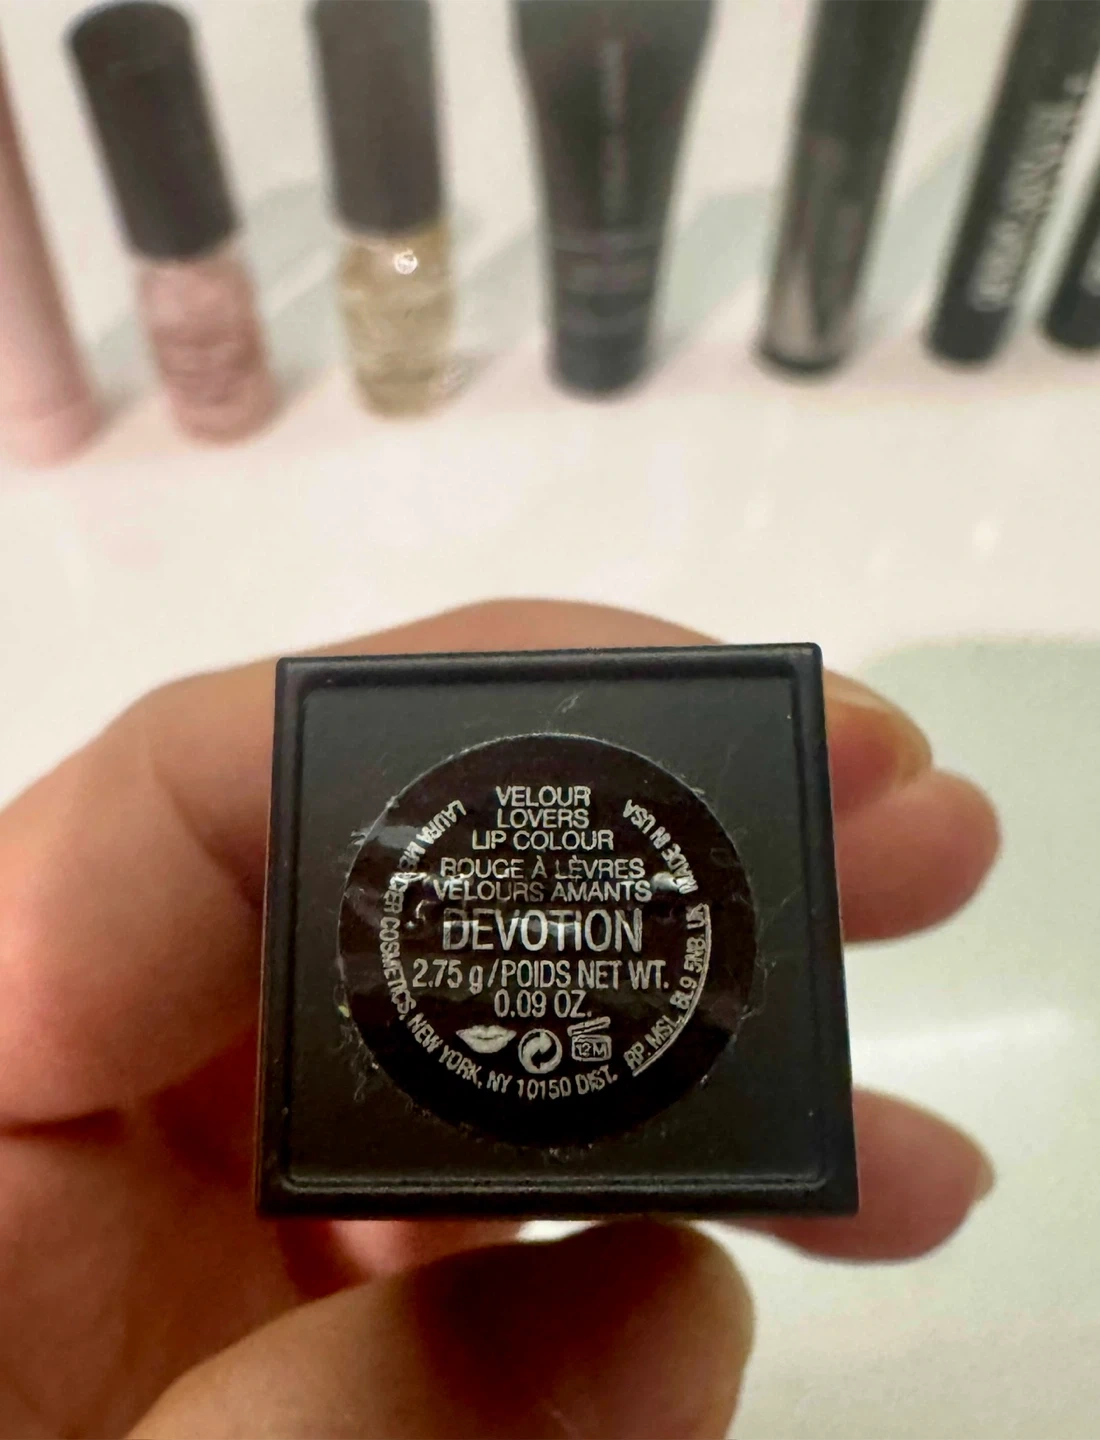 VELOUR
LOVERS
LIP COLOUR
ROUGE À LÈVRES
VELOURS AMANTS
DEVOTION
2.75 g/POIDS NET WT.
0.09 OZ.
12M
LAURA MERCIER COSMETICS, NEW YORK, NY 10150 DIST.
RP. MSL. BL9 5NB. UK
MADE IN USA